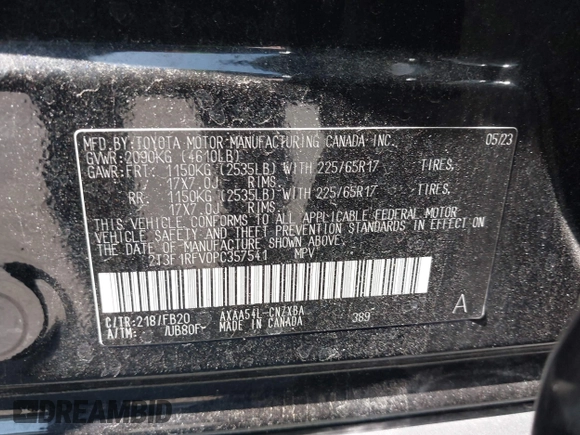 MFD. BY: TOYOTA MOTOR MANUFACTURING CANADA INC. 05/23
GVWR: 2090KG (4610LB)
GAWR: FRT: 1150KG (2535LB) WITH 225/65R17 TIRES,
17X7.0J RIMS.
RR: 1150KG (2535LB) WITH 225/65R17 TIRES,
17X7.0J RIMS.
THIS VEHICLE CONFORMS TO ALL APPLICABLE FEDERAL MOTOR
VEHICLE SAFETY AND THEFT PREVENTION STANDARDS IN EFFECT ON
THE DATE OF MANUFACTURE SHOWN ABOVE.
2T3F1RFV0PC357541 MPV
C/TR: 218/FB20 AXAA54L-CNZXBA 389 A
A/TM: /UB80F- MADE IN CANADA
DREAMBID